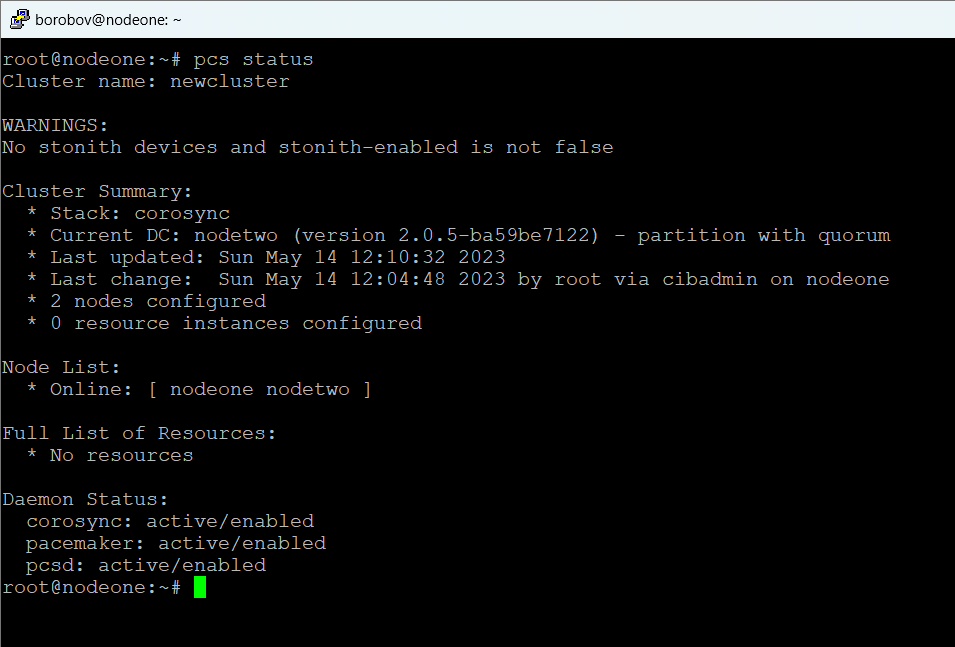 borobov@nodeone: ~
root@nodeone:~# pcs status
Cluster name: newcluster

WARNINGS:
No stonith devices and stonith-enabled is not false

Cluster Summary:
  * Stack: corosync
  * Current DC: nodetwo (version 2.0.5-ba59be7122) - partition with quorum
  * Last updated: Sun May 14 12:10:32 2023
  * Last change:  Sun May 14 12:04:48 2023 by root via cibadmin on nodeone
  * 2 nodes configured
  * 0 resource instances configured

Node List:
  * Online: [ nodeone nodetwo ]

Full List of Resources:
  * No resources

Daemon Status:
  corosync: active/enabled
  pacemaker: active/enabled
  pcsd: active/enabled
root@nodeone:~#